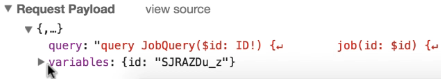 ▼ Request Payload view source
▼ {,…}
query: "query JobQuery($id: ID!) {↵ job(id: $id) {↵
▶ variables: {id: "SJRAZDu_z"}